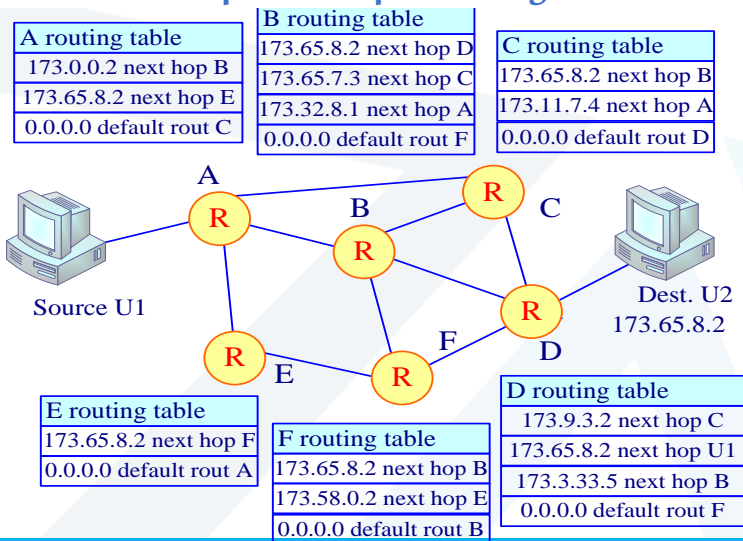 A routing table
173.0.0.2 next hop B
173.65.8.2 next hop E
0.0.0.0 default rout C
B routing table
173.65.8.2 next hop D
173.65.7.3 next hop C
173.32.8.1 next hop A
0.0.0.0 default rout F
C routing table
173.65.8.2 next hop B
173.11.7.4 next hop A
0.0.0.0 default rout D
A
R
B
R
R
C
Source U1
Dest. U2
173.65.8.2
R
D
F
R
E
R
E routing table
173.65.8.2 next hop F
0.0.0.0 default rout A
F routing table
173.65.8.2 next hop B
173.58.0.2 next hop E
0.0.0.0 default rout B
D routing table
173.9.3.2 next hop C
173.65.8.2 next hop U1
173.3.33.5 next hop B
0.0.0.0 default rout F